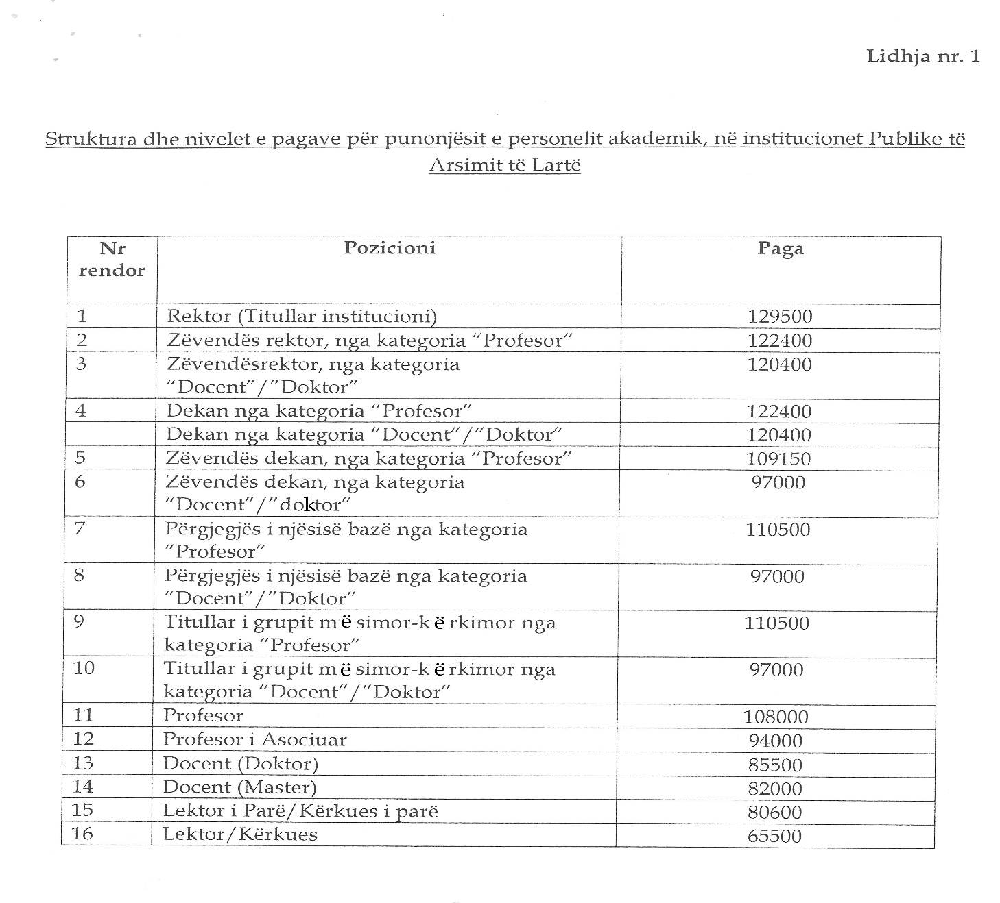 Lidhja nr. 1
Struktura dhe nivelet e pagave për punonjësit e personelit akademik, në institucionet Publike të
Arsimit të Lartë
Nr rendor Pozicioni Paga
1 Rektor (Titullar institucioni) 129500
2 Zëvendës rektor, nga kategoria "Profesor" 122400
3 Zëvendësrektor, nga kategoria 120400
"Docent"/"Doktor"
4 Dekan nga kategoria "Profesor" 122400
Dekan nga kategoria "Docent"/"Doktor" 120400
5 Zëvendës dekan, nga kategoria "Profesor" 109150
6 Zëvendës dekan, nga kategoria 97000
"Docent"/"doktor"
7 Përgjegjës i njësisë bazë nga kategoria 110500
"Profesor"
8 Përgjegjës i njësisë bazë nga kategoria 97000
"Docent"/"Doktor"
9 Titullar i grupit mësimor-kërkimor nga 110500
kategoria "Profesor"
10 Titullar i grupit mësimor-kërkimor nga 97000
kategoria "Docent"/"Doktor"
11 Profesor 108000
12 Profesor i Asociuar 94000
13 Docent (Doktor) 85500
14 Docent (Master) 82000
15 Lektor i Parë/Kërkues i parë 80600
16 Lektor/Kërkues 65500